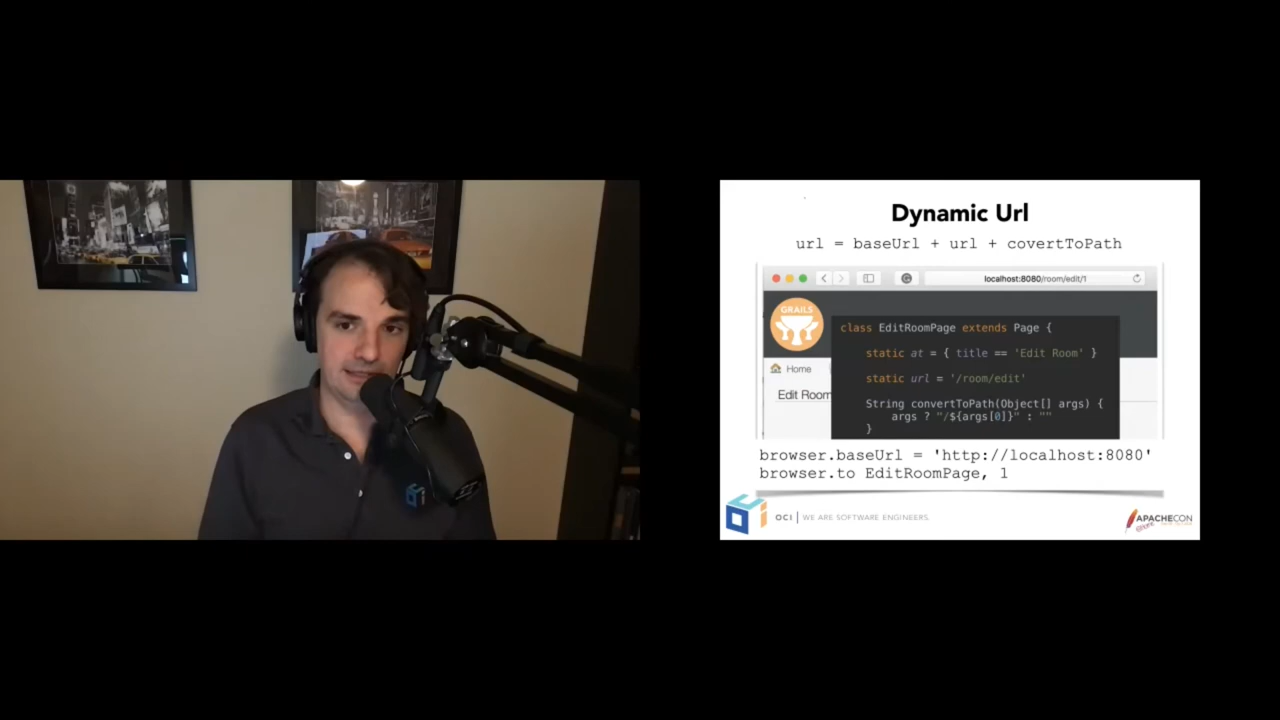 Dynamic Url
url = baseUrl + url + covertToPath
localhost:8080/room/edit/1
GRAILS
class EditRoomPage extends Page {
static at = { title == 'Edit Room' }
Home
static url = '/room/edit'
Edit Room
String convertToPath(Object[] args) {
args ? "/${args[0]}" : ""
}
browser.baseUrl = 'http://localhost:8080'
browser.to EditRoomPage, 1
OCI | WE ARE SOFTWARE ENGINEERS.
APACHECON
@home